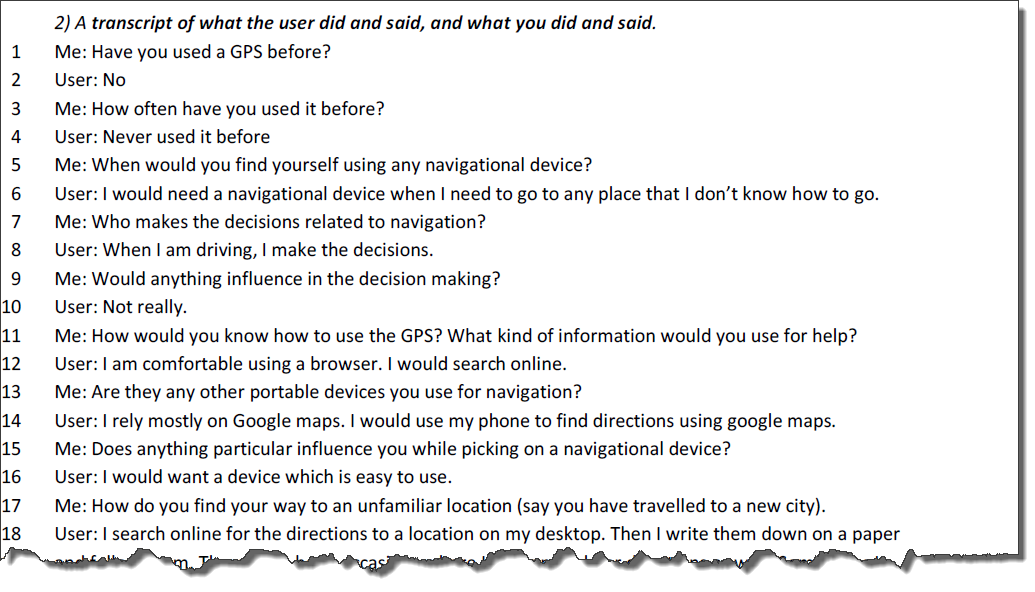 2) A transcript of what the user did and said, and what you did and said.
1 Me: Have you used a GPS before?
2 User: No
3 Me: How often have you used it before?
4 User: Never used it before
5 Me: When would you find yourself using any navigational device?
6 User: I would need a navigational device when I need to go to any place that I don’t know how to go.
7 Me: Who makes the decisions related to navigation?
8 User: When I am driving, I make the decisions.
9 Me: Would anything influence in the decision making?
10 User: Not really.
11 Me: How would you know how to use the GPS? What kind of information would you use for help?
12 User: I am comfortable using a browser. I would search online.
13 Me: Are they any other portable devices you use for navigation?
14 User: I rely mostly on Google maps. I would use my phone to find directions using google maps.
15 Me: Does anything particular influence you while picking on a navigational device?
16 User: I would want a device which is easy to use.
17 Me: How do you find your way to an unfamiliar location (say you have travelled to a new city).
18 User: I search online for the directions to a location on my desktop. Then I write them down on a paper